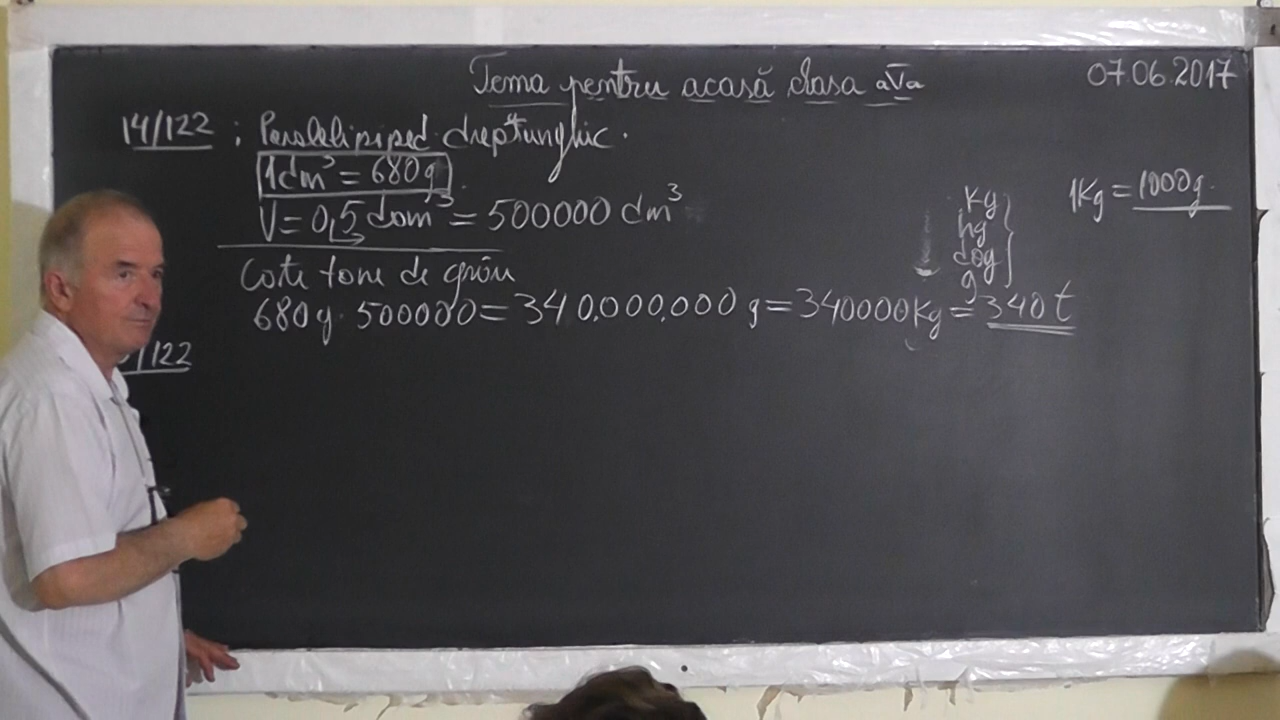 Tema pentru acasă clasa aVa
07.06.2017
14/122 ; Paralelipiped dreptunghic.
1dm³ = 680g
V = 0,5 dam³ = 500000 dm³
Kg
hg
dag
g
1Kg = 1000g.
Câte tone de grâu
680g · 500000 = 340.000.000 g = 340000Kg = 340 t
/122